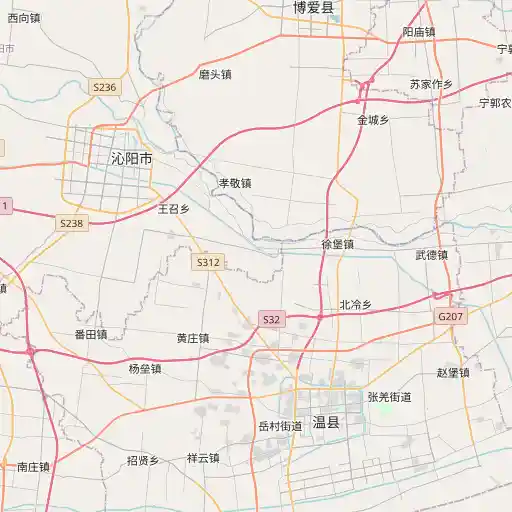 博爱县
西向镇
阳庙镇
宁郭
市
磨头镇
S236
苏家作乡
宁郭农
金城乡
沁阳市
孝敬镇
1
王召乡
S238
徐堡镇
武德镇
S312
镇
北冷乡
S32
G207
番田镇
黄庄镇
杨垒镇
赵堡镇
张羌街道
温县
岳村街道
祥云镇
招贤乡
南庄镇